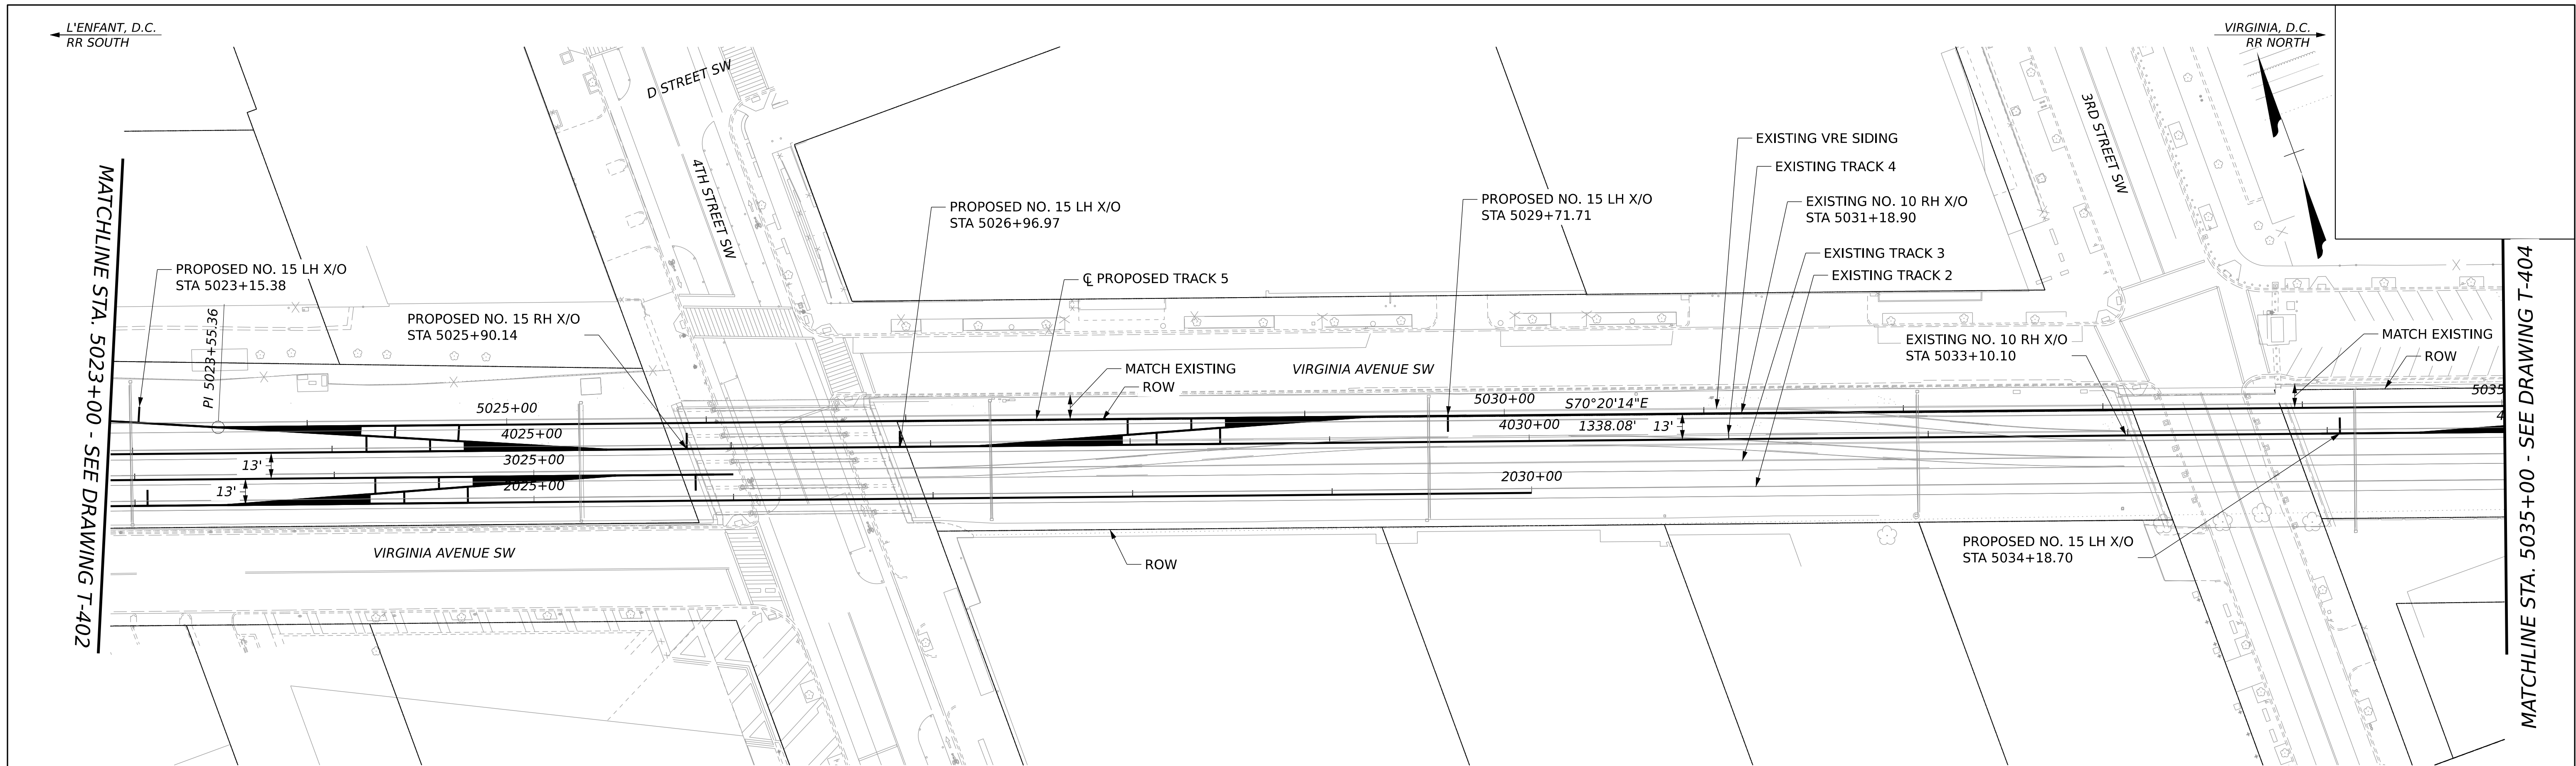 L'ENFANT, D.C.
RR SOUTH
VIRGINIA, D.C.
RR NORTH
D STREET SW
4TH STREET SW
3RD STREET SW
EXISTING VRE SIDING
EXISTING TRACK 4
EXISTING NO. 10 RH X/O
STA 5031+18.90
EXISTING TRACK 3
EXISTING TRACK 2
PROPOSED NO. 15 LH X/O
STA 5029+71.71
PROPOSED NO. 15 LH X/O
STA 5026+96.97
℄ PROPOSED TRACK 5
PROPOSED NO. 15 LH X/O
STA 5023+15.38
PI 5023+55.36
PROPOSED NO. 15 RH X/O
STA 5025+90.14
MATCH EXISTING
ROW
VIRGINIA AVENUE SW
EXISTING NO. 10 RH X/O
STA 5033+10.10
MATCH EXISTING
ROW
MATCHLINE STA. 5023+00 - SEE DRAWING T-402
MATCHLINE STA. 5035+00 - SEE DRAWING T-404
5025+00
4025+00
3025+00
2025+00
13'
13'
5030+00
S70°20'14"E
4030+00
1338.08'
13'
2030+00
5035
4
VIRGINIA AVENUE SW
ROW
PROPOSED NO. 15 LH X/O
STA 5034+18.70